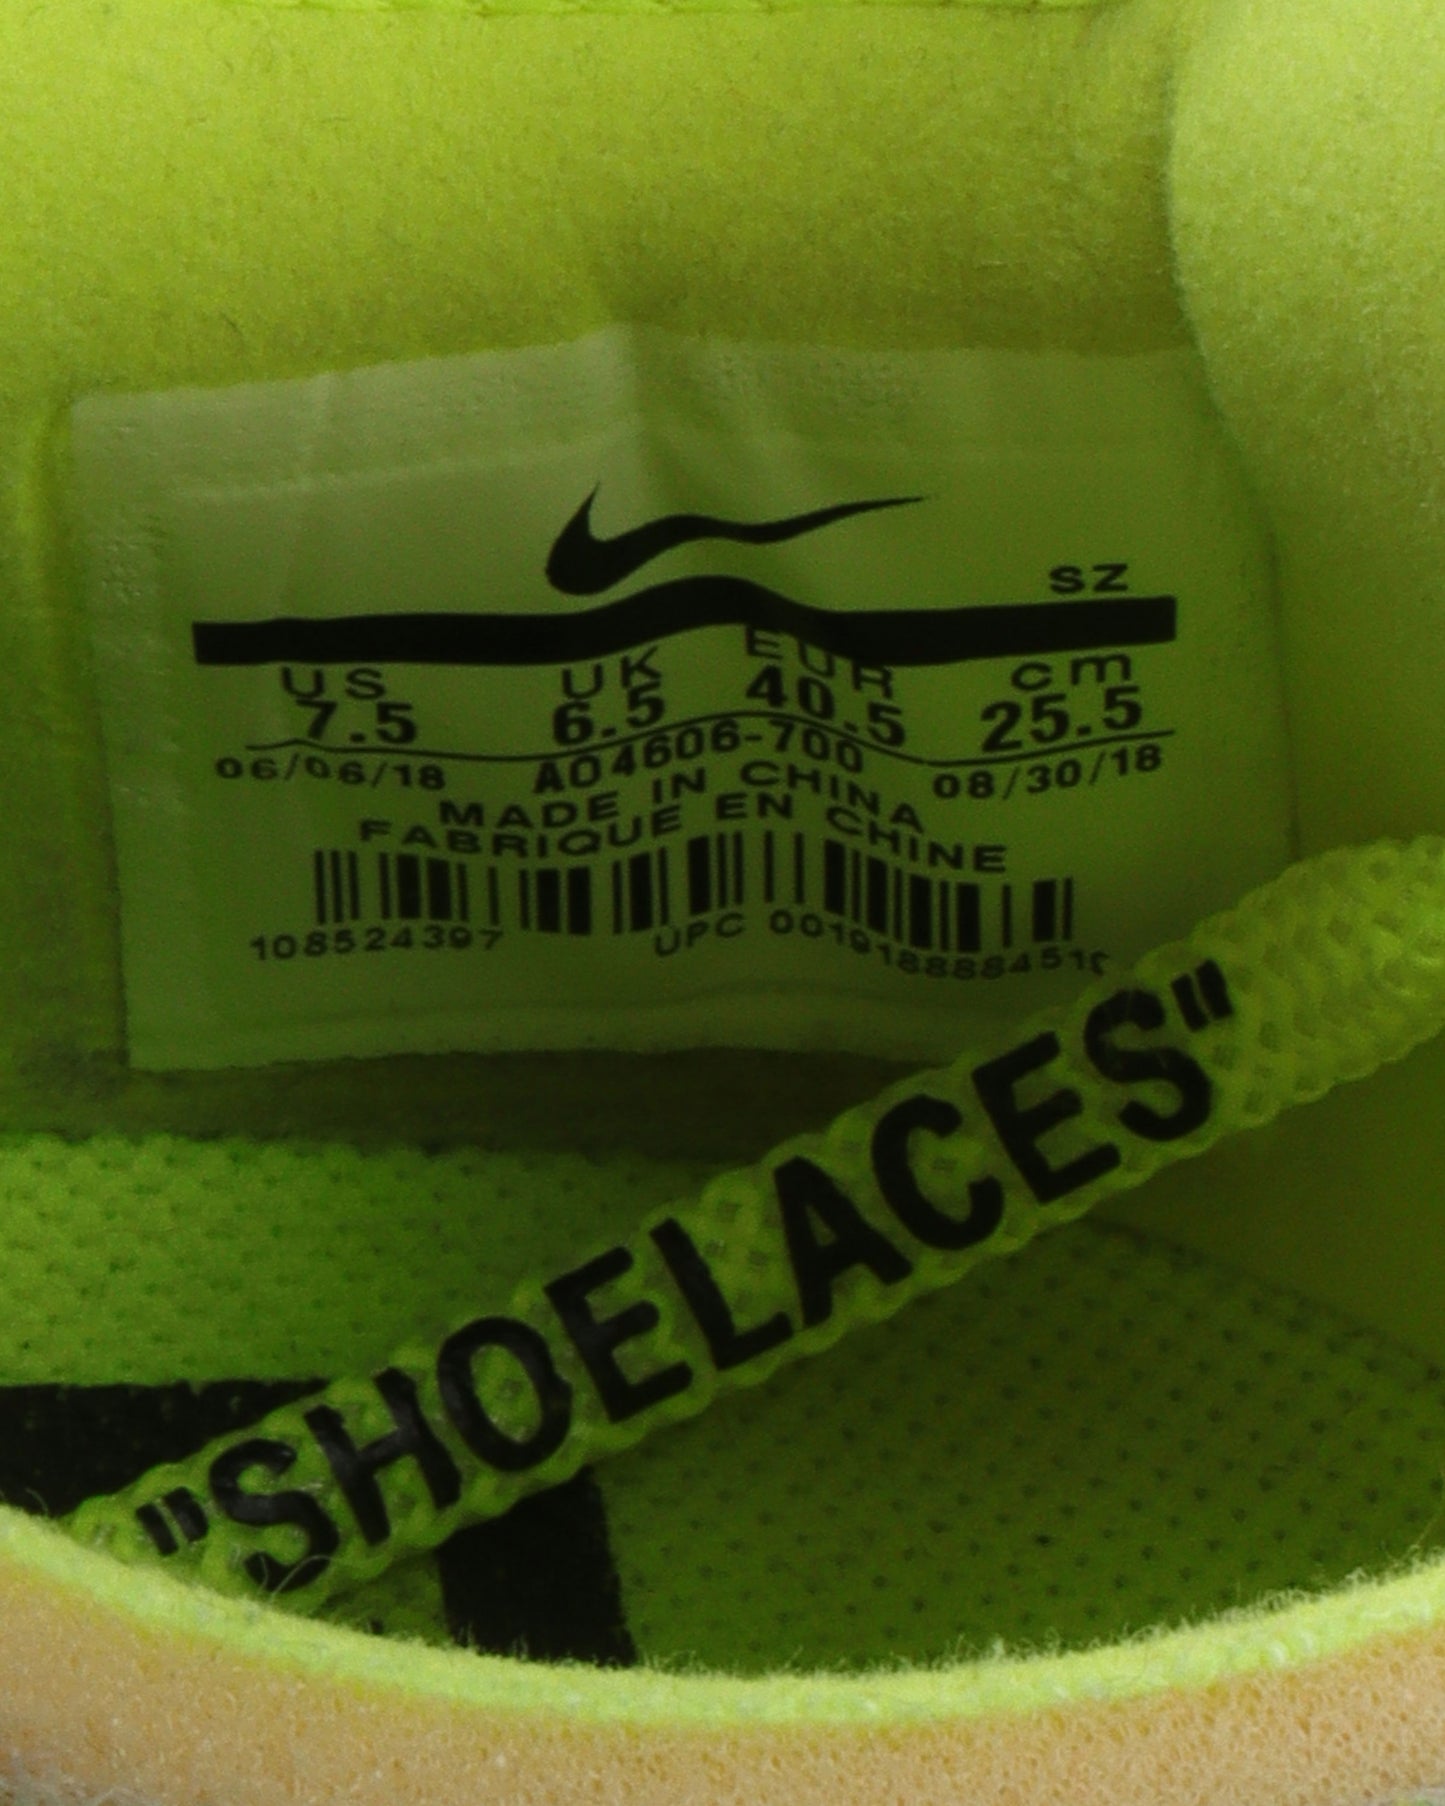 SZ
US UK EUR cm
7.5 6.5 40.5 25.5
06/06/18 AO4606-700 08/30/18
MADE IN CHINA
FABRIQUE EN CHINE
108524397 UPC
"SHOELACES"